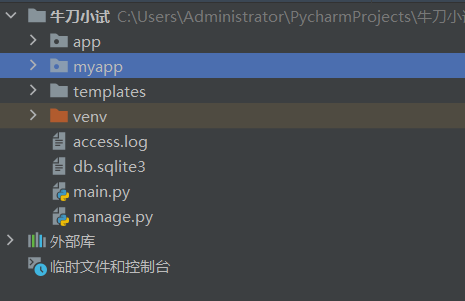 牛刀小试 C:\Users\Administrator\PycharmProjects\牛刀小
app
myapp
templates
venv
access.log
db.sqlite3
main.py
manage.py
外部库
临时文件和控制台